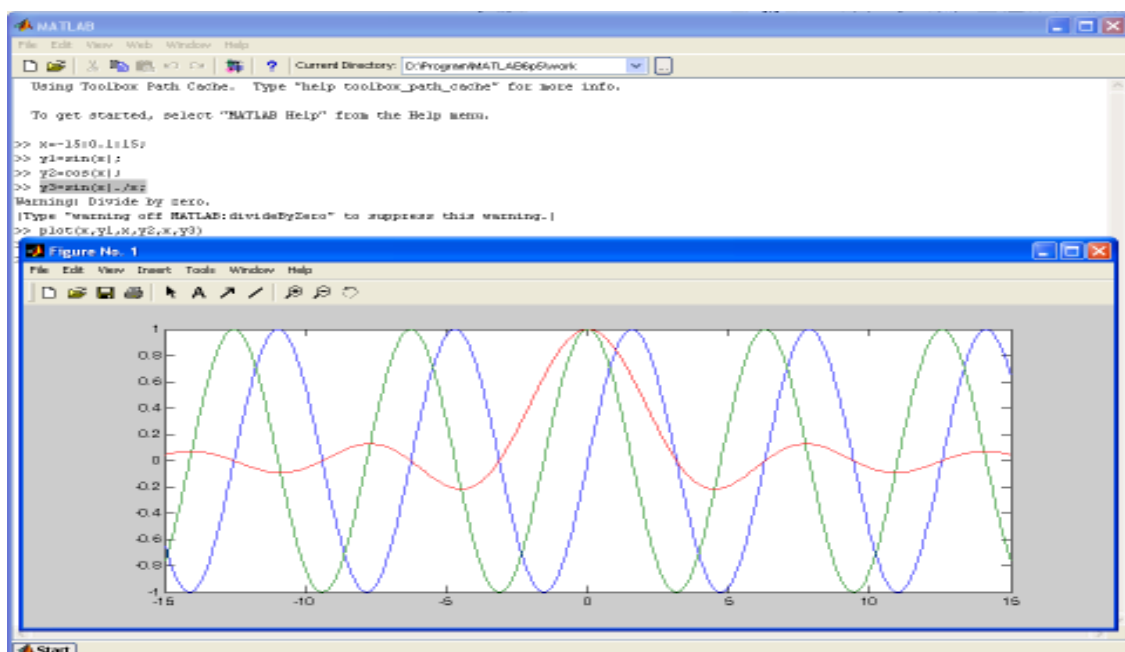 MATLAB
File Edit View Web Window Help
Current Directory: D:\Program\MATLAB6p5\work
Using Toolbox Path Cache. Type "help toolbox_path_cache" for more info.
To get started, select "MATLAB Help" from the Help menu.
>> x=-15:0.1:15;
>> y1=sin(x);
>> y2=cos(x);
>> y3=sin(x)./x;
Warning: Divide by zero.
(Type "warning off MATLAB:divideByZero" to suppress this warning.)
>> plot(x,y1,x,y2,x,y3)
Figure No. 1
File Edit View Insert Tools Window Help
1
0.8
0.6
0.4
0.2
0
-0.2
-0.4
-0.6
-0.8
-1
-15 -10 -5 0 5 10 15
Start